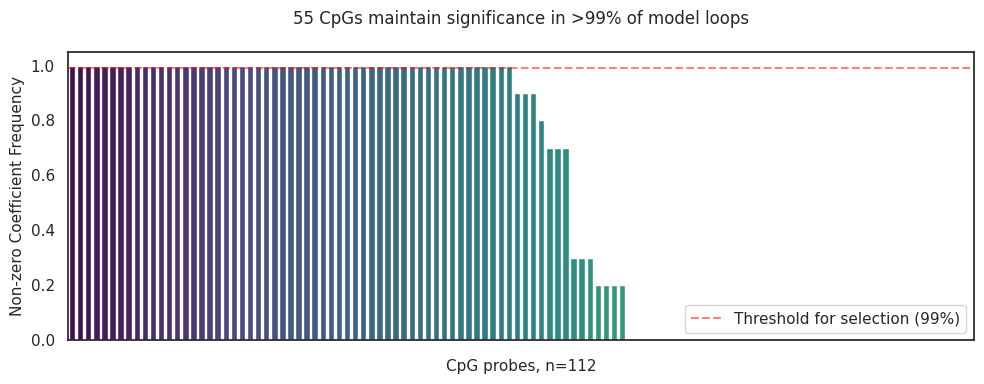 55 CpGs maintain significance in >99% of model loops
Non-zero Coefficient Frequency
1.0
0.8
0.6
0.4
0.2
0.0
Threshold for selection (99%)
CpG probes, n=112